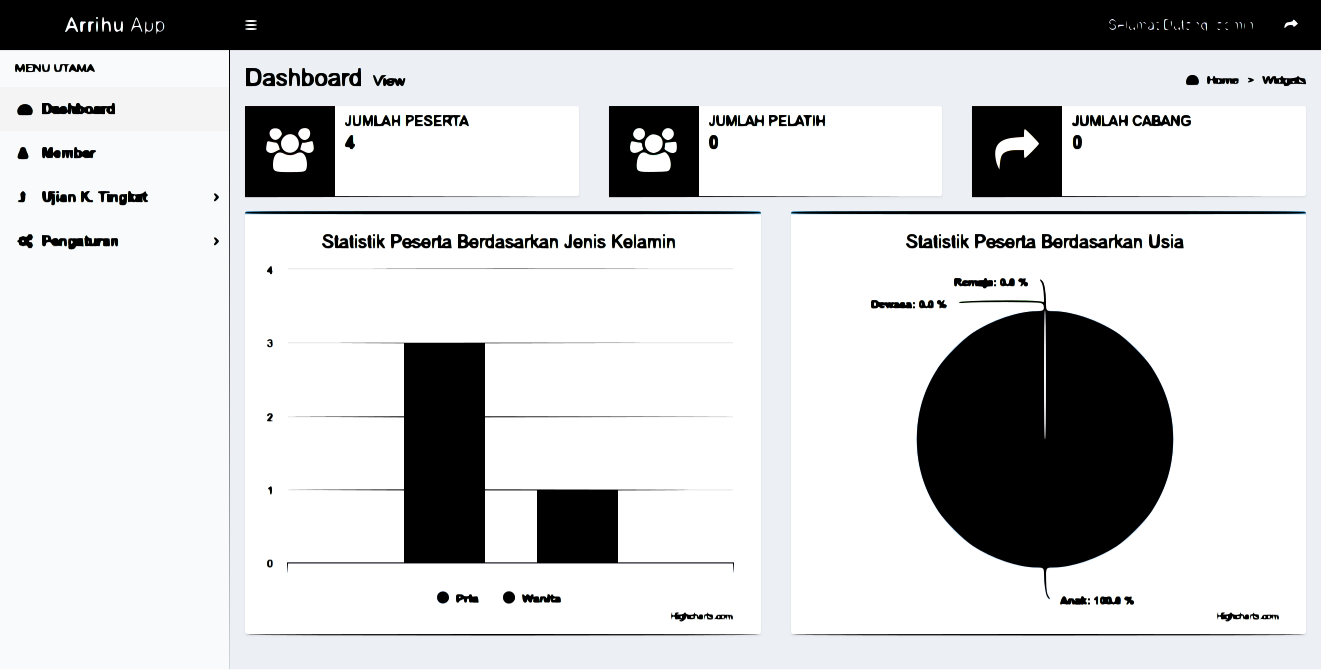 Arrihu App
Selamat Datang, admin
MENU UTAMA
Dashboard
Member
Ujian K. Tingkat
Pengaturan
Dashboard View
Home > Widgets
JUMLAH PESERTA
4
JUMLAH PELATIH
0
JUMLAH CABANG
0
Statistik Peserta Berdasarkan Jenis Kelamin
4
3
2
1
0
Pria Wanita
Highcharts.com
Statistik Peserta Berdasarkan Usia
Remaja: 0.0 %
Dewasa: 0.0 %
Anak: 100.0 %
Highcharts.com